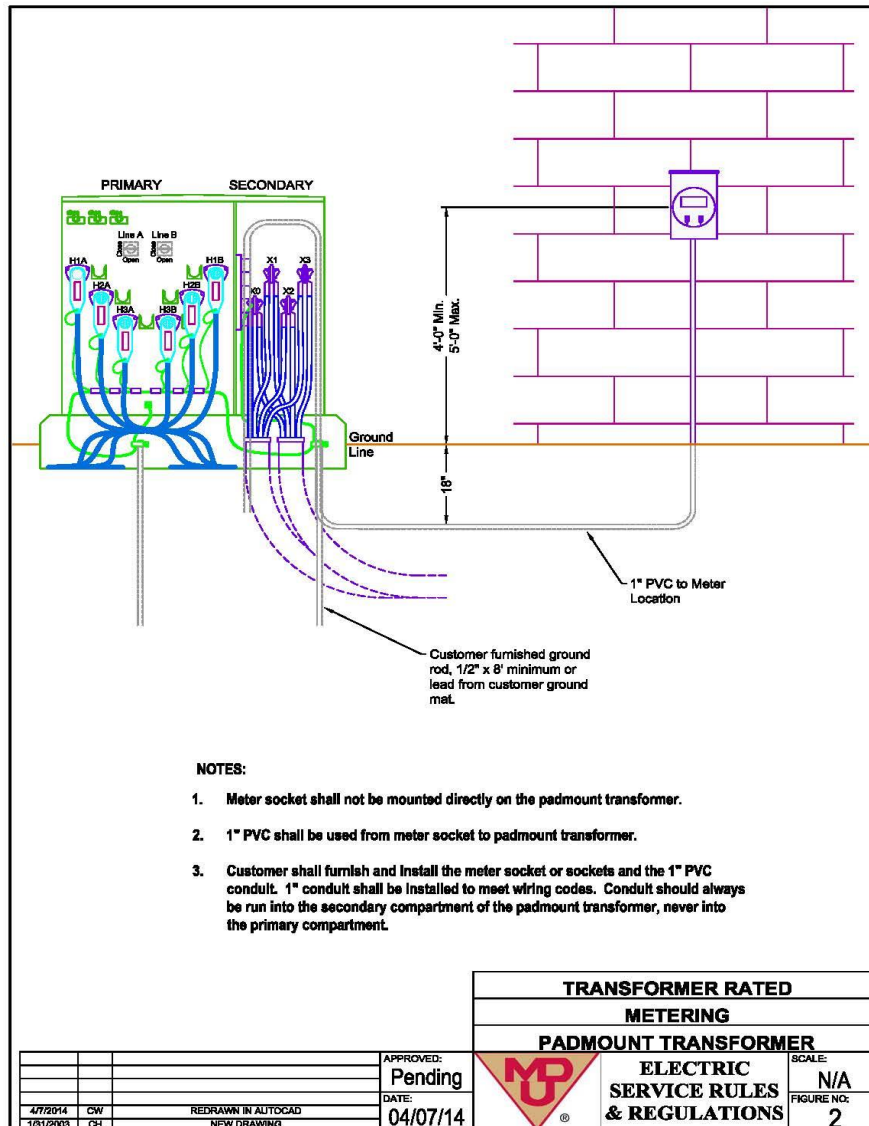 PRIMARY
SECONDARY
Line A
Line B
Close
Open
Close
Open
H1A
H1B
H2A
H2B
H3A
H3B
X1
X3
X0
X2
4'-0" Min.
5'-0" Max.
Ground
Line
18"
1" PVC to Meter
Location
Customer furnished ground
rod, 1/2" x 8' minimum or
lead from customer ground
mat.
NOTES:
1. Meter socket shall not be mounted directly on the padmount transformer.
2. 1" PVC shall be used from meter socket to padmount transformer.
3. Customer shall furnish and install the meter socket or sockets and the 1" PVC
conduit. 1" conduit shall be installed to meet wiring codes. Conduit should always
be run into the secondary compartment of the padmount transformer, never into
the primary compartment.
TRANSFORMER RATED
METERING
PADMOUNT TRANSFORMER
APPROVED:
Pending
DATE:
04/07/14
MPU
®
ELECTRIC
SERVICE RULES
& REGULATIONS
SCALE:
N/A
FIGURE NO:
2
4/7/2014 CW REDRAWN IN AUTOCAD
1/31/2003 CH NEW DRAWING